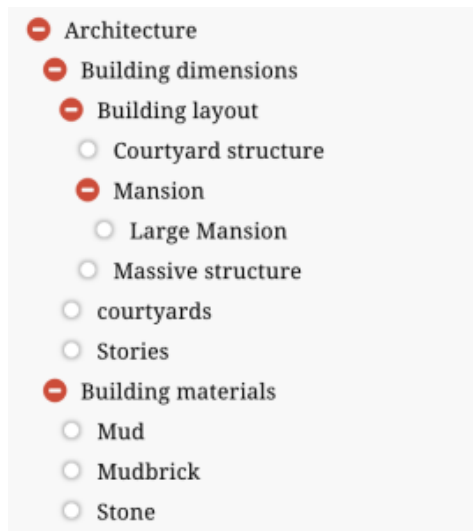 Architecture
Building dimensions
Building layout
Courtyard structure
Mansion
Large Mansion
Massive structure
courtyards
Stories
Building materials
Mud
Mudbrick
Stone